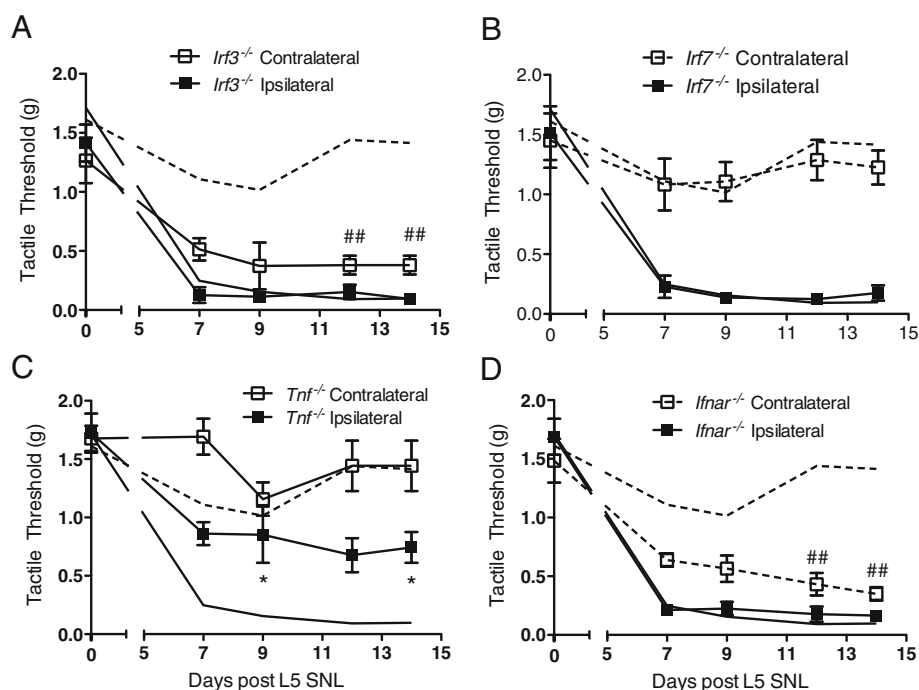 A
Irf3-/- Contralateral
Irf3-/- Ipsilateral
Tactile Threshold (g)
2.0
1.5
1.0
0.5
0.0
## ##
0 5 7 9 11 13 15
B
Irf7-/- Contralateral
Irf7-/- Ipsilateral
Tactile Threshold (g)
2.0
1.5
1.0
0.5
0.0
0 5 7 9 11 13 15
C
Tnf-/- Contralateral
Tnf-/- Ipsilateral
Tactile Threshold (g)
2.0
1.5
1.0
0.5
0.0
* *
0 5 7 9 11 13 15
Days post L5 SNL
D
Ifnar-/- Contralateral
Ifnar-/- Ipsilateral
Tactile Threshold (g)
2.0
1.5
1.0
0.5
0.0
## ##
0 5 7 9 11 13 15
Days post L5 SNL